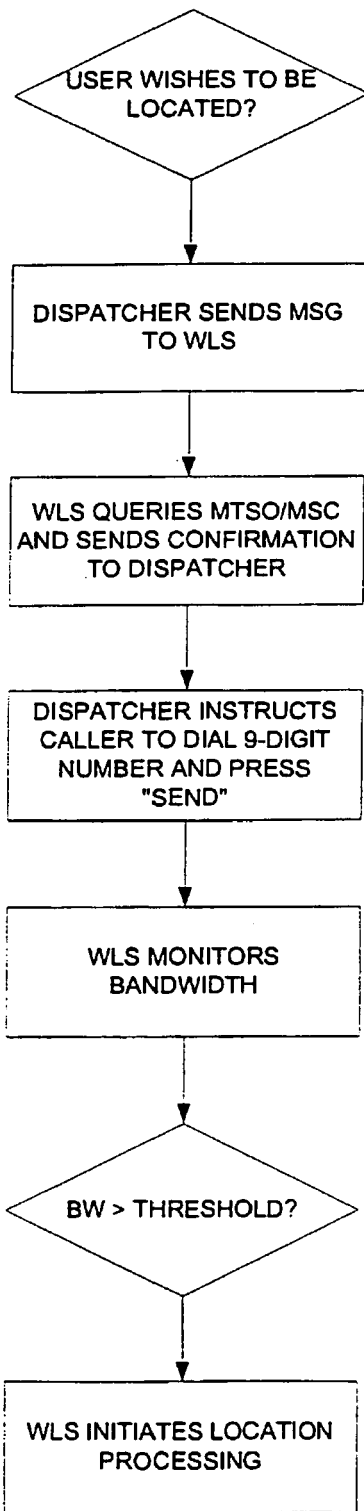 USER WISHES TO BE
LOCATED?
DISPATCHER SENDS MSG
TO WLS
WLS QUERIES MTSO/MSC
AND SENDS CONFIRMATION
TO DISPATCHER
DISPATCHER INSTRUCTS
CALLER TO DIAL 9-DIGIT
NUMBER AND PRESS
"SEND"
WLS MONITORS
BANDWIDTH
BW > THRESHOLD?
WLS INITIATES LOCATION
PROCESSING